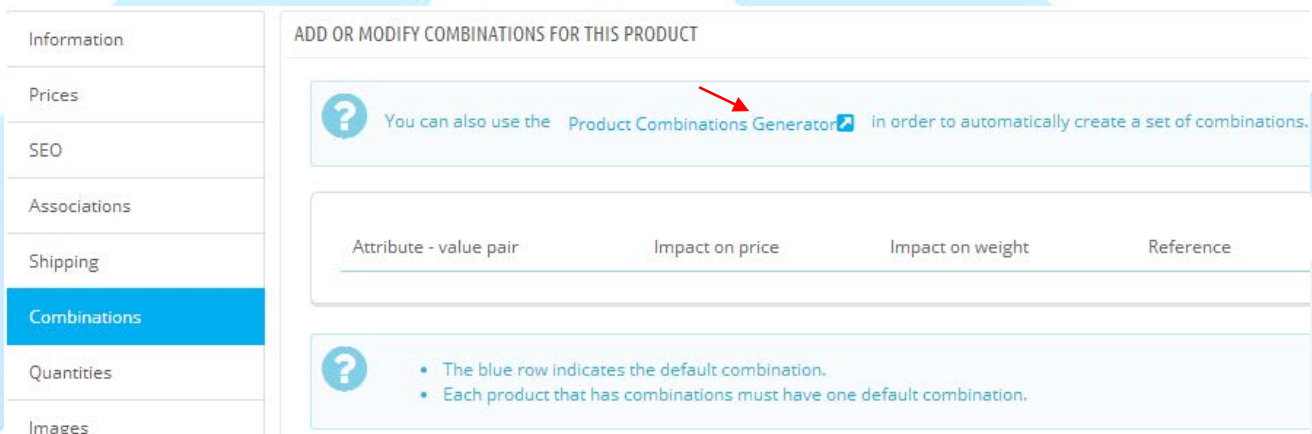 Information
Prices
SEO
Associations
Shipping
Combinations
Quantities
Images
ADD OR MODIFY COMBINATIONS FOR THIS PRODUCT
You can also use the Product Combinations Generator in order to automatically create a set of combinations.
Attribute - value pair Impact on price Impact on weight Reference
The blue row indicates the default combination.
Each product that has combinations must have one default combination.